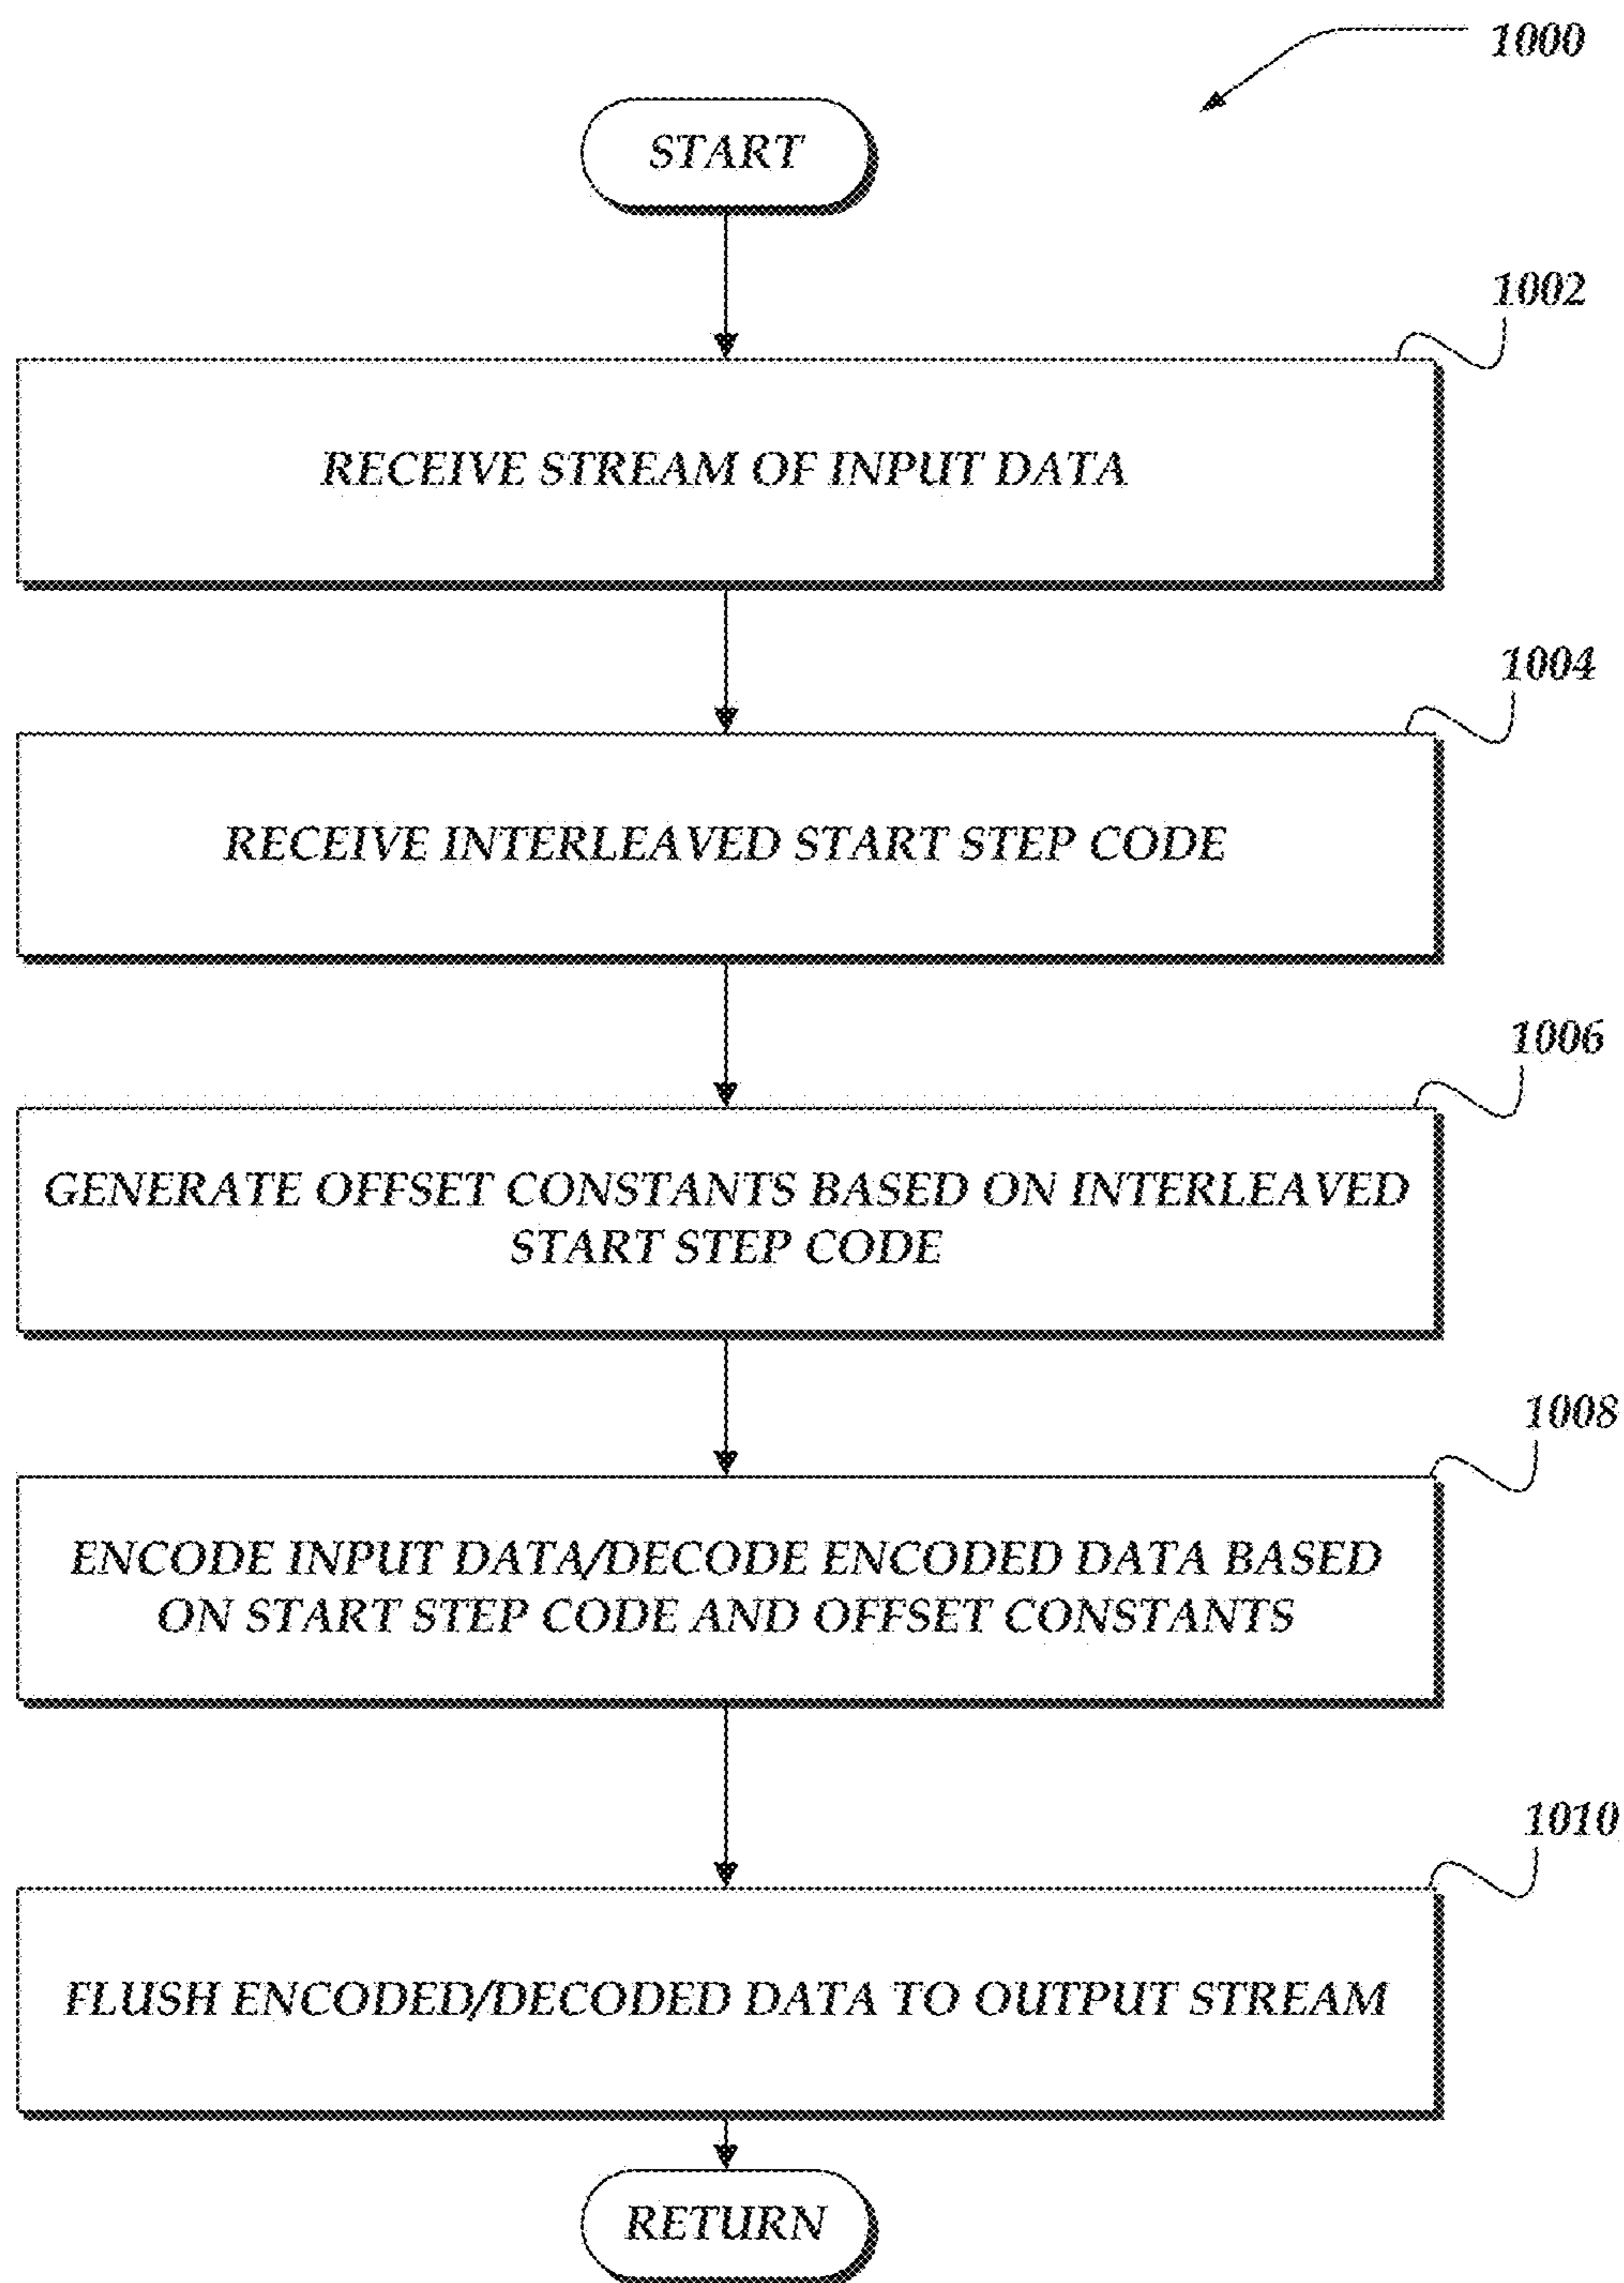 1000
START
1002
RECEIVE STREAM OF INPUT DATA
1004
RECEIVE INTERLEAVED START STEP CODE
1006
GENERATE OFFSET CONSTANTS BASED ON INTERLEAVED
START STEP CODE
1008
ENCODE INPUT DATA/DECODE ENCODED DATA BASED
ON START STEP CODE AND OFFSET CONSTANTS
1010
FLUSH ENCODED/DECODED DATA TO OUTPUT STREAM
RETURN